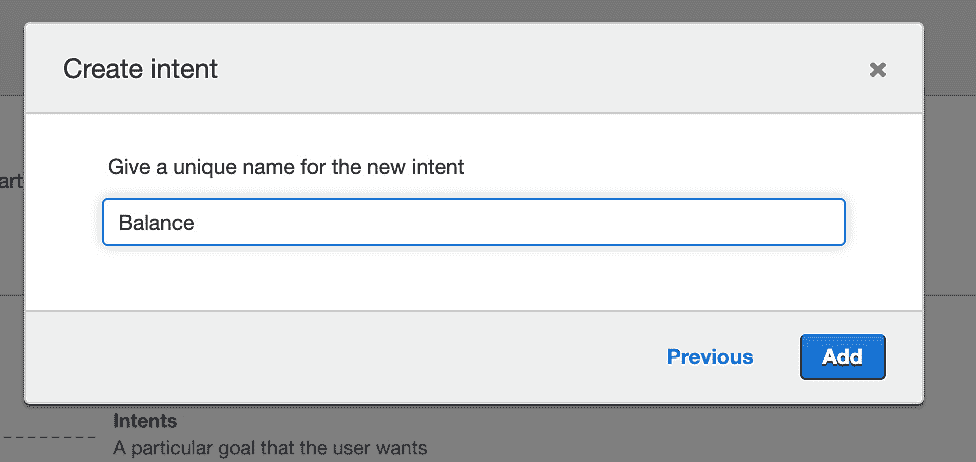 Create intent
Give a unique name for the new intent
art
Balance
Previous Add
Intents
A particular goal that the user wants